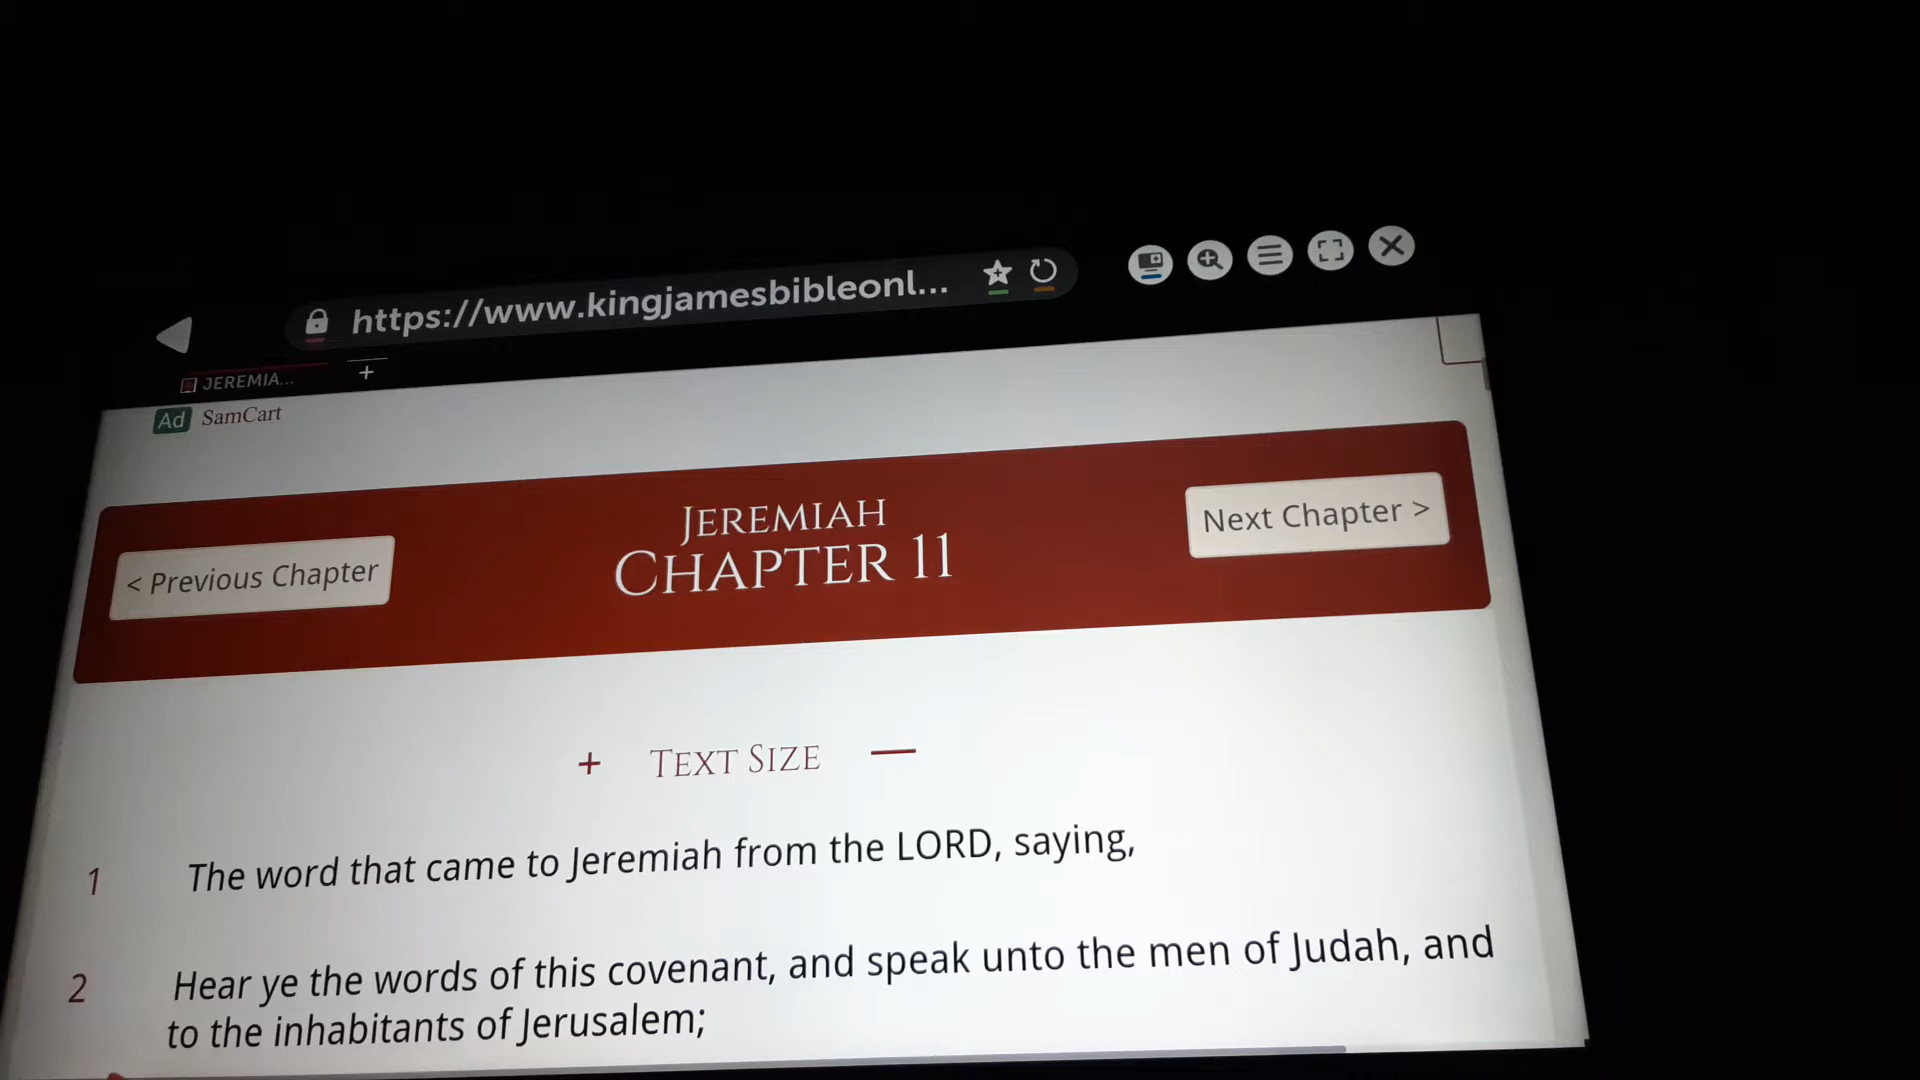 https://www.kingjamesbibleonl...
JEREMIA...
+
Ad SamCart
< Previous Chapter
JEREMIAH
CHAPTER 11
Next Chapter >
+ TEXT SIZE —
1 The word that came to Jeremiah from the LORD, saying,
2 Hear ye the words of this covenant, and speak unto the men of Judah, and
to the inhabitants of Jerusalem;